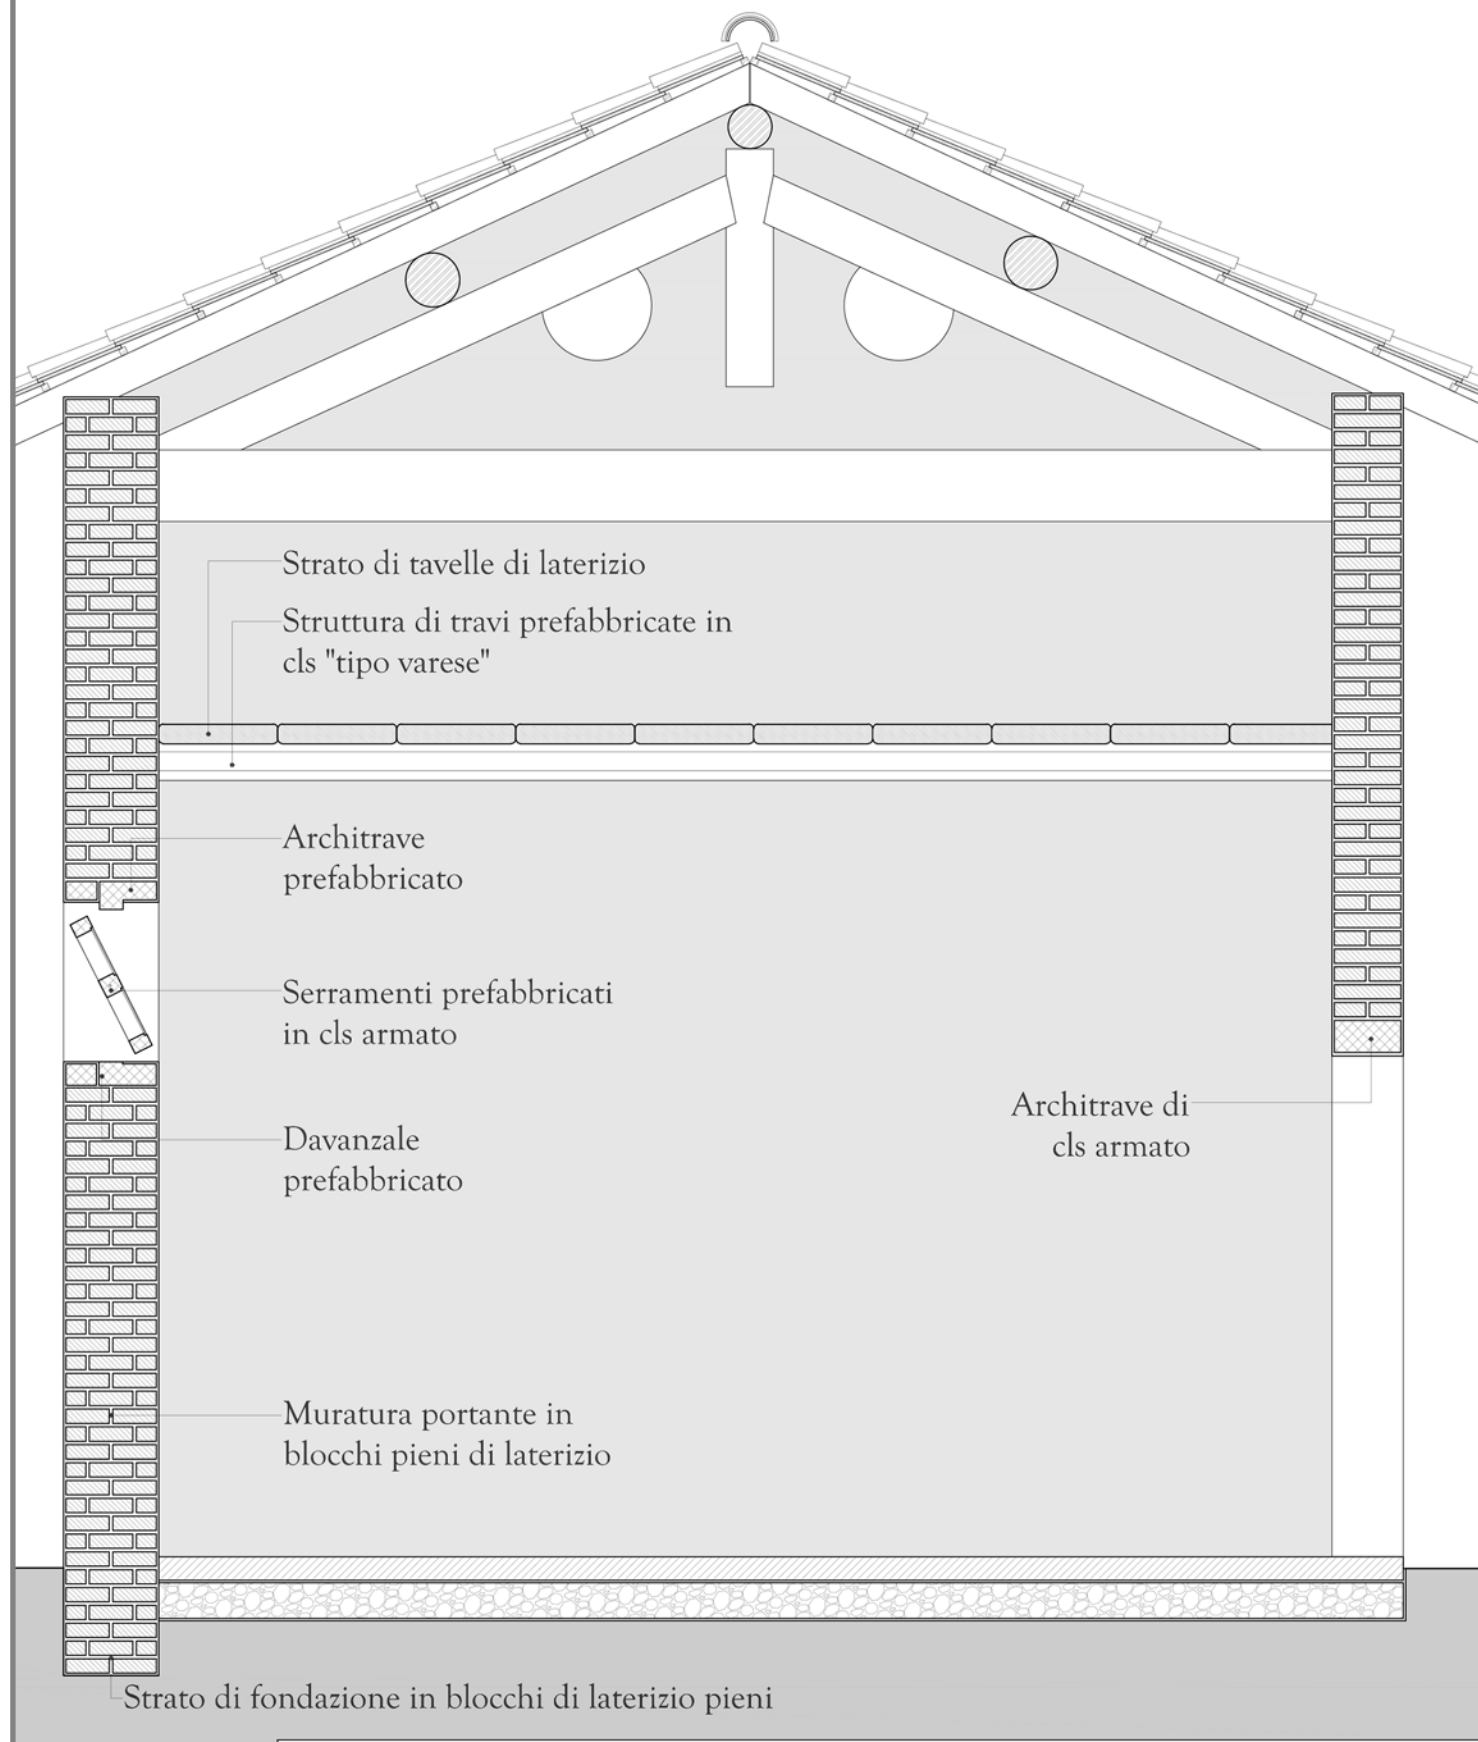 Strato di tavelle di laterizio
Struttura di travi prefabbricate in
cls "tipo varese"
Architrave
prefabbricato
Serramenti prefabbricati
in cls armato
Architrave di
cls armato
Davanzale
prefabbricato
Muratura portante in
blocchi pieni di laterizio
Strato di fondazione in blocchi di laterizio pieni